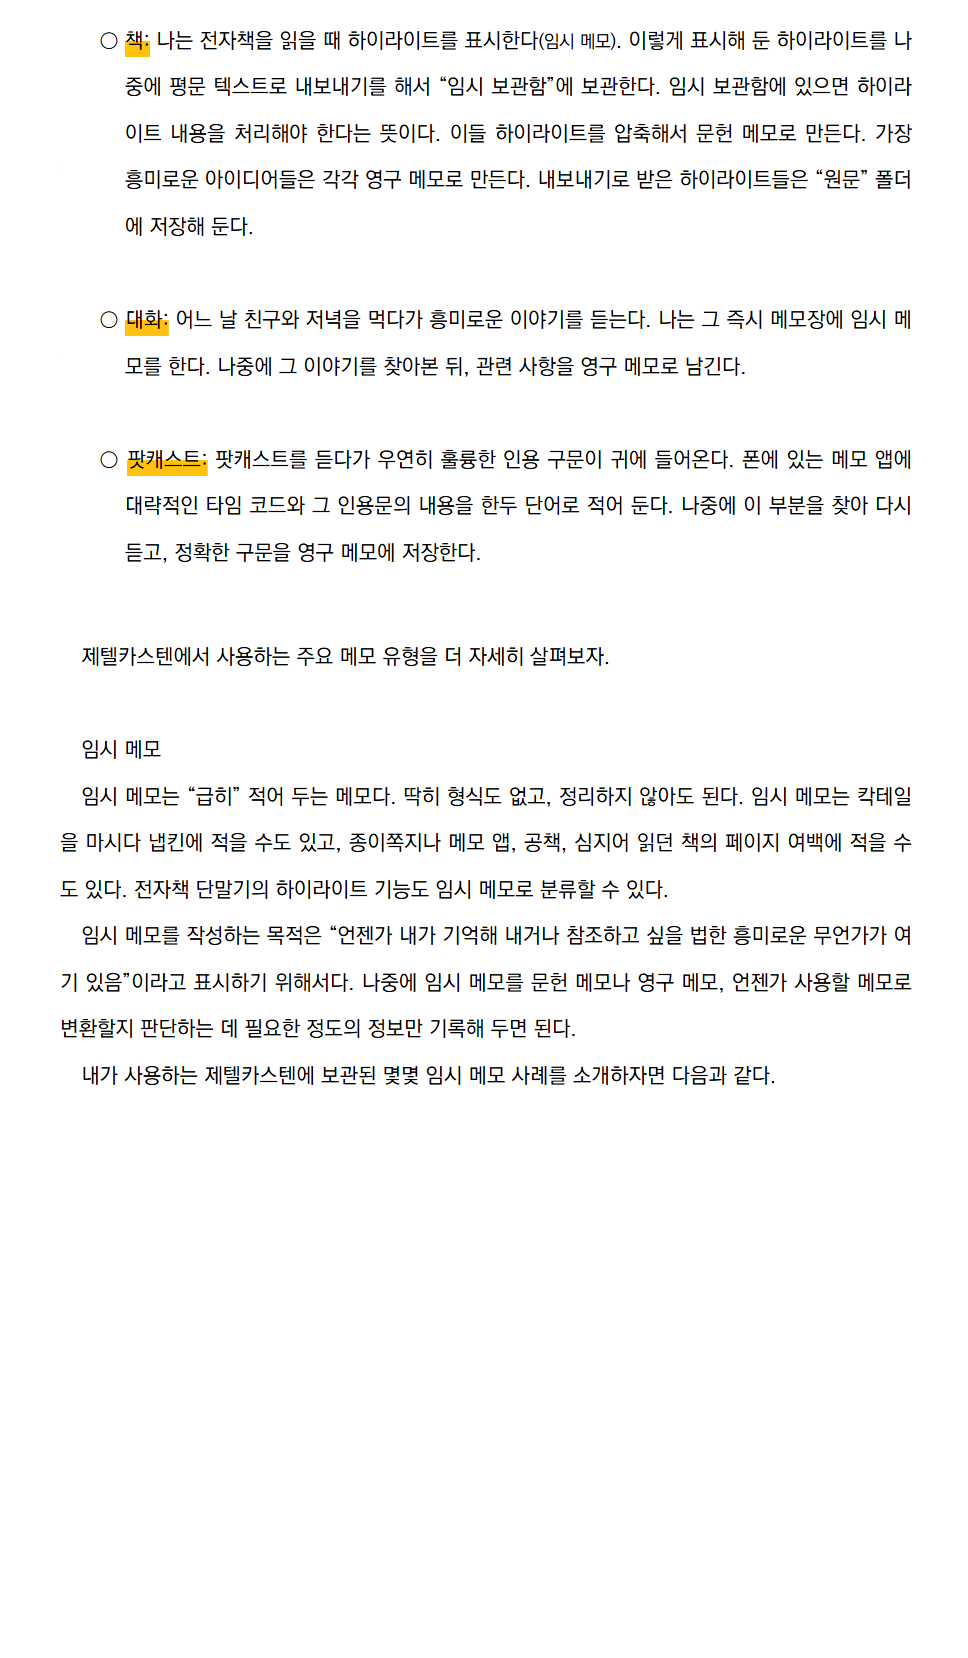 ○ 책: 나는 전자책을 읽을 때 하이라이트를 표시한다(임시 메모). 이렇게 표시해 둔 하이라이트를 나
중에 평문 텍스트로 내보내기를 해서 “임시 보관함”에 보관한다. 임시 보관함에 있으면 하이라
이트 내용을 처리해야 한다는 뜻이다. 이들 하이라이트를 압축해서 문헌 메모로 만든다. 가장
흥미로운 아이디어들은 각각 영구 메모로 만든다. 내보내기로 받은 하이라이트들은 “원문” 폴더
에 저장해 둔다.
○ 대화: 어느 날 친구와 저녁을 먹다가 흥미로운 이야기를 듣는다. 나는 그 즉시 메모장에 임시 메
모를 한다. 나중에 그 이야기를 찾아본 뒤, 관련 사항을 영구 메모로 남긴다.
○ 팟캐스트: 팟캐스트를 듣다가 우연히 훌륭한 인용 구문이 귀에 들어온다. 폰에 있는 메모 앱에
대략적인 타임 코드와 그 인용문의 내용을 한두 단어로 적어 둔다. 나중에 이 부분을 찾아 다시
듣고, 정확한 구문을 영구 메모에 저장한다.
제텔카스텐에서 사용하는 주요 메모 유형을 더 자세히 살펴보자.
임시 메모
임시 메모는 “급히” 적어 두는 메모다. 딱히 형식도 없고, 정리하지 않아도 된다. 임시 메모는 칵테일
을 마시다 냅킨에 적을 수도 있고, 종이쪽지나 메모 앱, 공책, 심지어 읽던 책의 페이지 여백에 적을 수
도 있다. 전자책 단말기의 하이라이트 기능도 임시 메모로 분류할 수 있다.
임시 메모를 작성하는 목적은 “언젠가 내가 기억해 내거나 참조하고 싶을 법한 흥미로운 무언가가 여
기 있음”이라고 표시하기 위해서다. 나중에 임시 메모를 문헌 메모나 영구 메모, 언젠가 사용할 메모로
변환할지 판단하는 데 필요한 정도의 정보만 기록해 두면 된다.
내가 사용하는 제텔카스텐에 보관된 몇몇 임시 메모 사례를 소개하자면 다음과 같다.